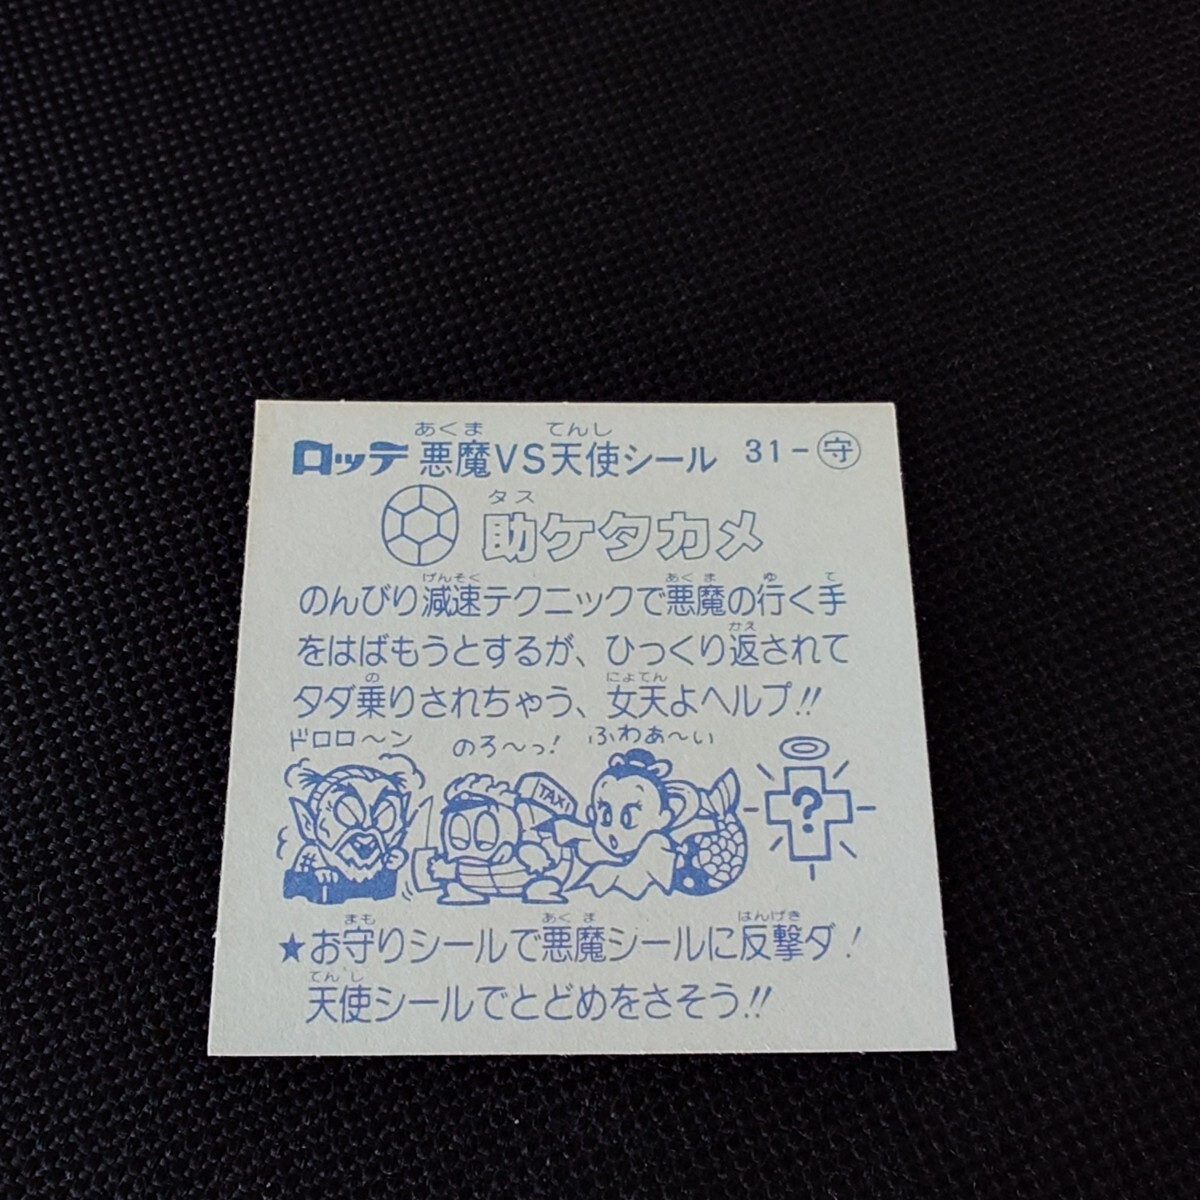 ロッテ 悪魔VS天使シール 31-守
あくま てんし
助ケタカメ
タス
のんびり減速テクニックで悪魔の行く手
げんそく あくま ゆ て
をはばもうとするが、ひっくり返されて
かえ
タダ乗りされちゃう、女天よヘルプ!!
の にょてん
ドロロ〜ン のろ〜っ! ふわぁ〜い
TAXI
?
★お守りシールで悪魔シールに反撃ダ!
まも あくま はんげき
天使シールでとどめをさそう!!
てんし